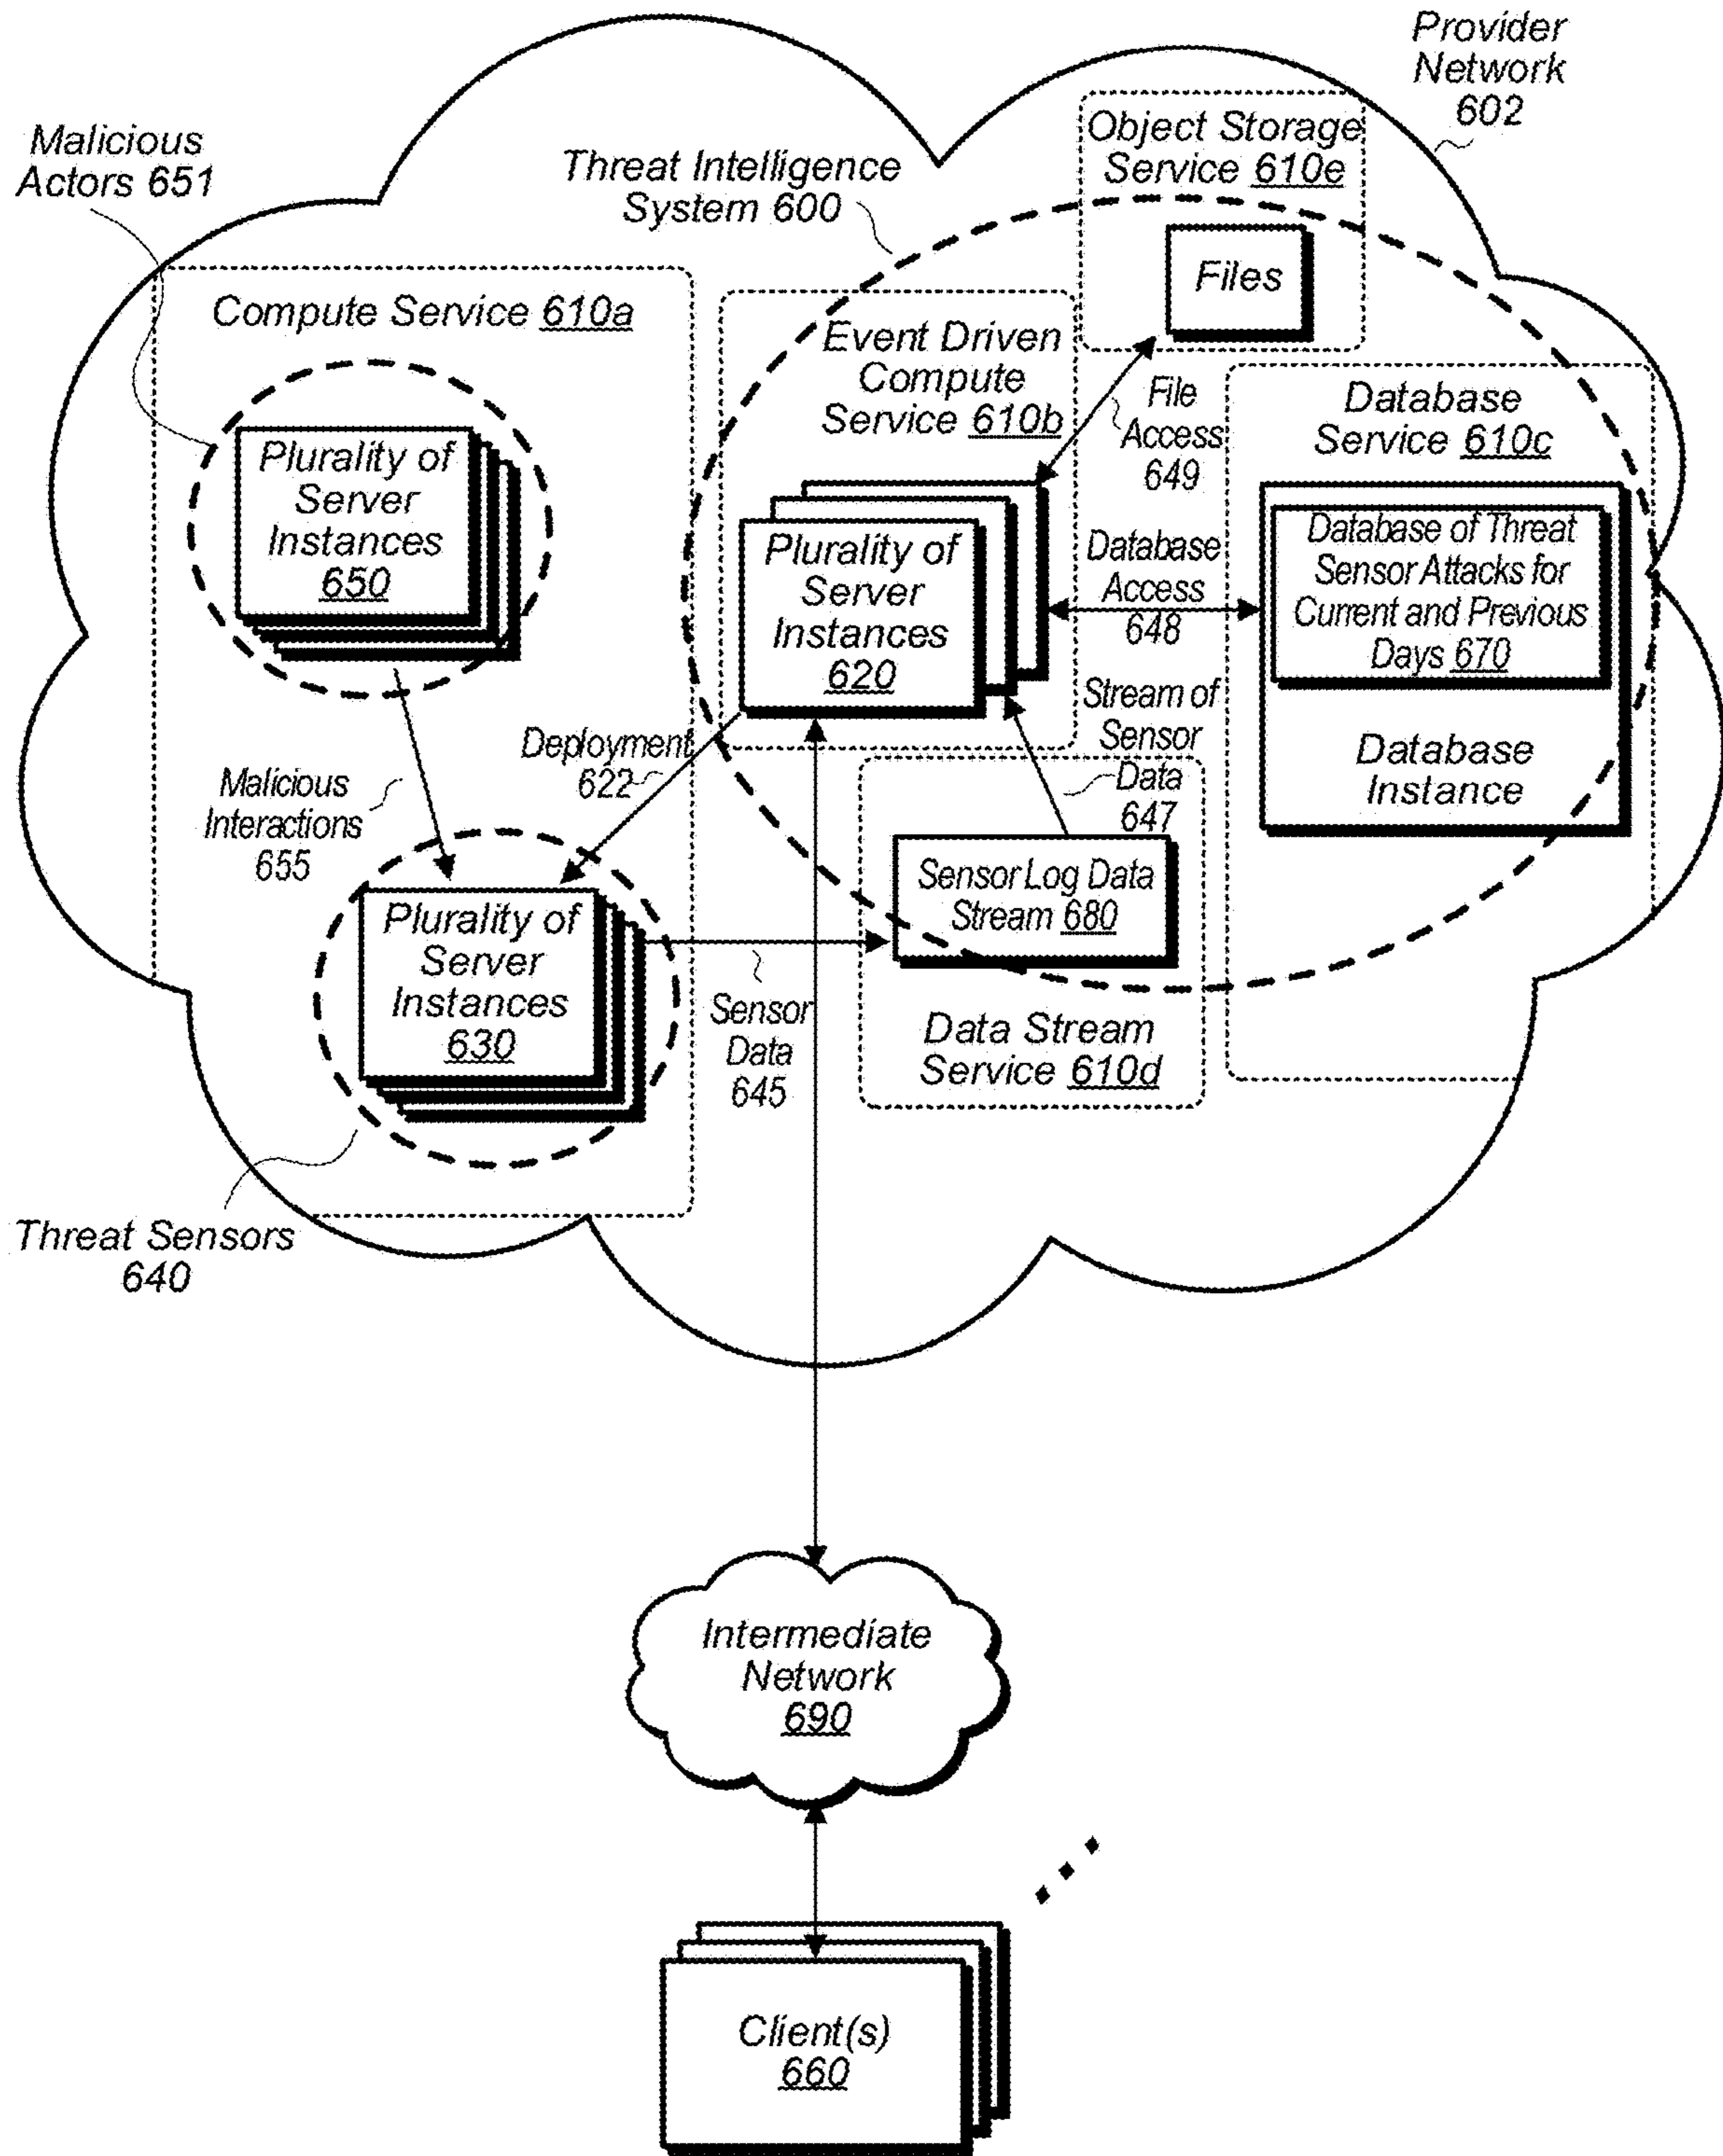 Provider
Network
602
Malicious
Actors 651
Threat Intelligence
System 600
Object Storage
Service 610e
Files
Compute Service 610a
Plurality of
Server
Instances
650
Event Driven
Compute
Service 610b
File
Access
649
Database
Service 610c
Plurality of
Server
Instances
620
Database
Access
648
Database of Threat
Sensor Attacks for
Current and Previous
Days 670
Database
Instance
Deployment
622
Stream of
Sensor
Data
647
Malicious
Interactions
655
Sensor Log Data
Stream 680
Plurality of
Server
Instances
630
Sensor
Data
645
Data Stream
Service 610d
Threat Sensors
640
Intermediate
Network
690
Client(s)
660